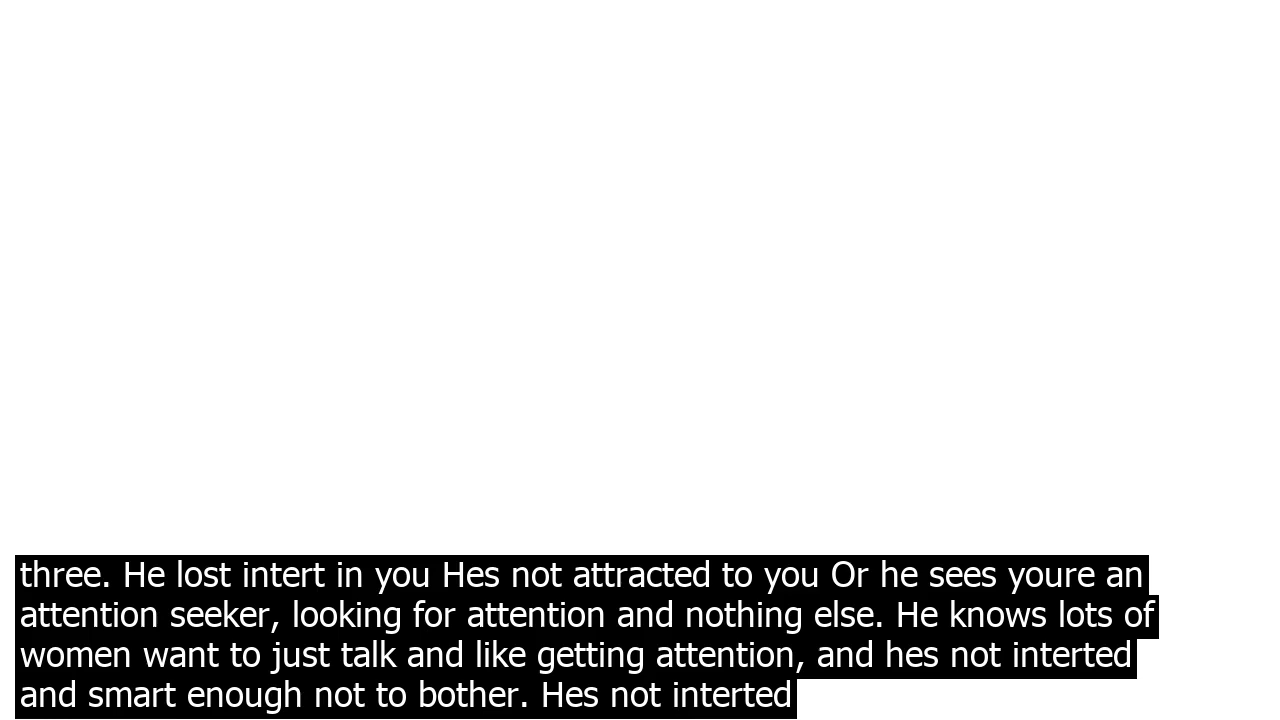 three. He lost intert in you Hes not attracted to you Or he sees youre an
attention seeker, looking for attention and nothing else. He knows lots of
women want to just talk and like getting attention, and hes not interted
and smart enough not to bother. Hes not interted